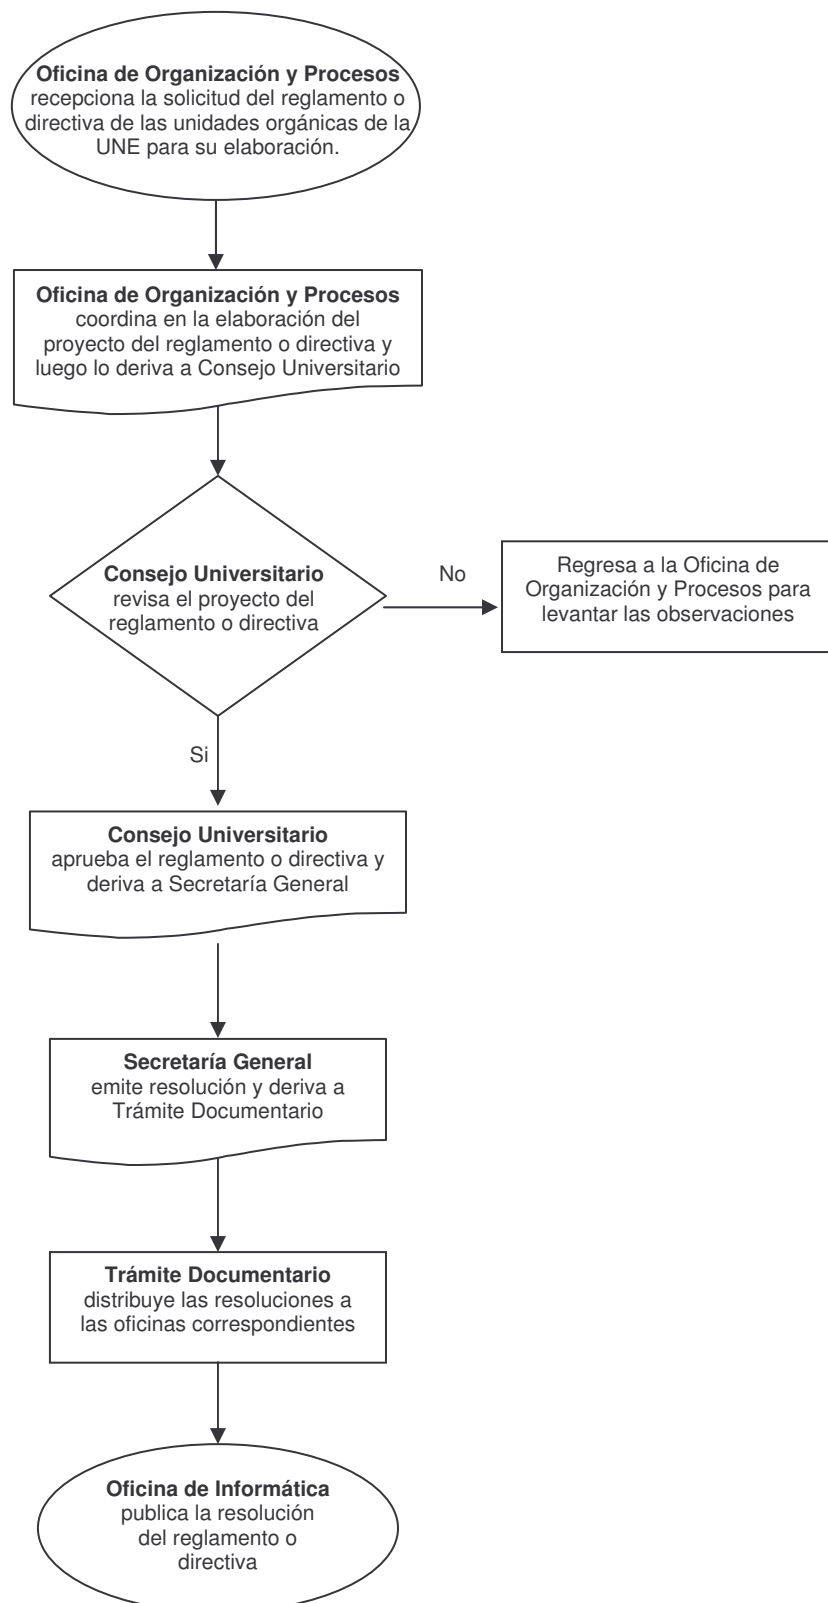 Oficina de Organización y Procesos
recepciona la solicitud del reglamento o
directiva de las unidades orgánicas de la
UNE para su elaboración.
Oficina de Organización y Procesos
coordina en la elaboración del
proyecto del reglamento o directiva y
luego lo deriva a Consejo Universitario
Consejo Universitario
revisa el proyecto del
reglamento o directiva
No
Regresa a la Oficina de
Organización y Procesos para
levantar las observaciones
Si
Consejo Universitario
aprueba el reglamento o directiva y
deriva a Secretaría General
Secretaría General
emite resolución y deriva a
Trámite Documentario
Trámite Documentario
distribuye las resoluciones a
las oficinas correspondientes
Oficina de Informática
publica la resolución
del reglamento o
directiva